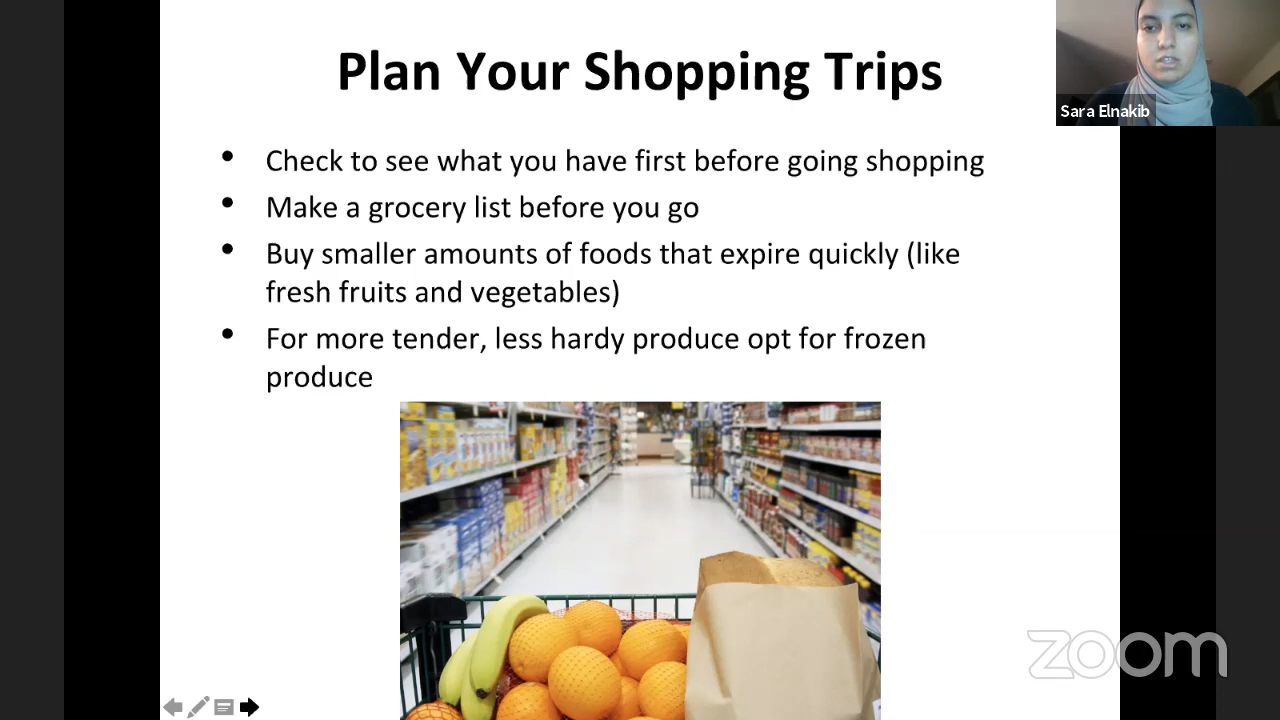 Plan Your Shopping Trips
Sara Elnakib
• Check to see what you have first before going shopping
• Make a grocery list before you go
• Buy smaller amounts of foods that expire quickly (like
fresh fruits and vegetables)
• For more tender, less hardy produce opt for frozen
produce
zoom